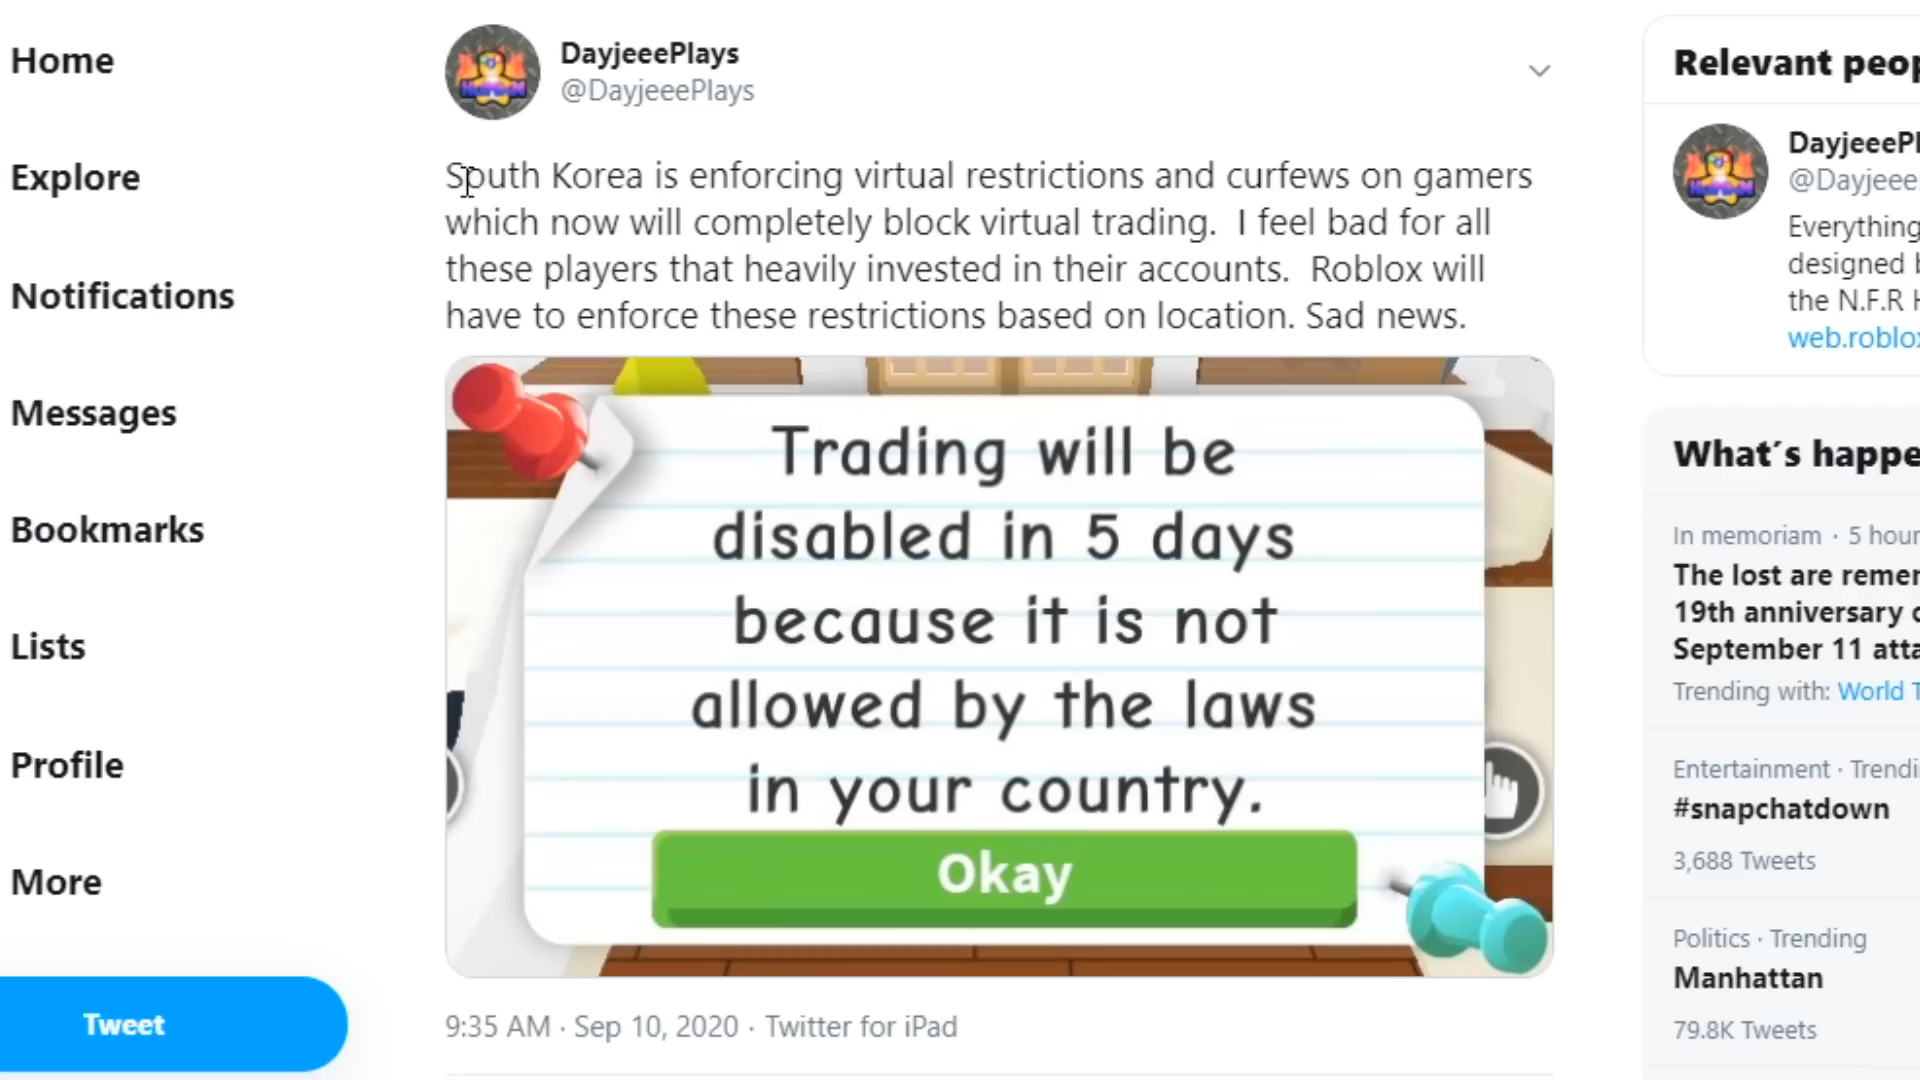 Home
Explore
Notifications
Messages
Bookmarks
Lists
Profile
More
Tweet
DayjeeePlays
@DayjeeePlays
South Korea is enforcing virtual restrictions and curfews on gamers
which now will completely block virtual trading.  I feel bad for all
these players that heavily invested in their accounts.  Roblox will
have to enforce these restrictions based on location. Sad news.
Trading will be
disabled in 5 days
because it is not
allowed by the laws
in your country.
Okay
9:35 AM · Sep 10, 2020 · Twitter for iPad
Relevant peop
DayjeeePl
@Dayjeee
Everything
designed b
the N.F.R H
web.roblox
What´s happe
In memoriam · 5 hour
The lost are remer
19th anniversary o
September 11 atta
Trending with: World T
Entertainment · Trendi
#snapchatdown
3,688 Tweets
Politics · Trending
Manhattan
79.8K Tweets